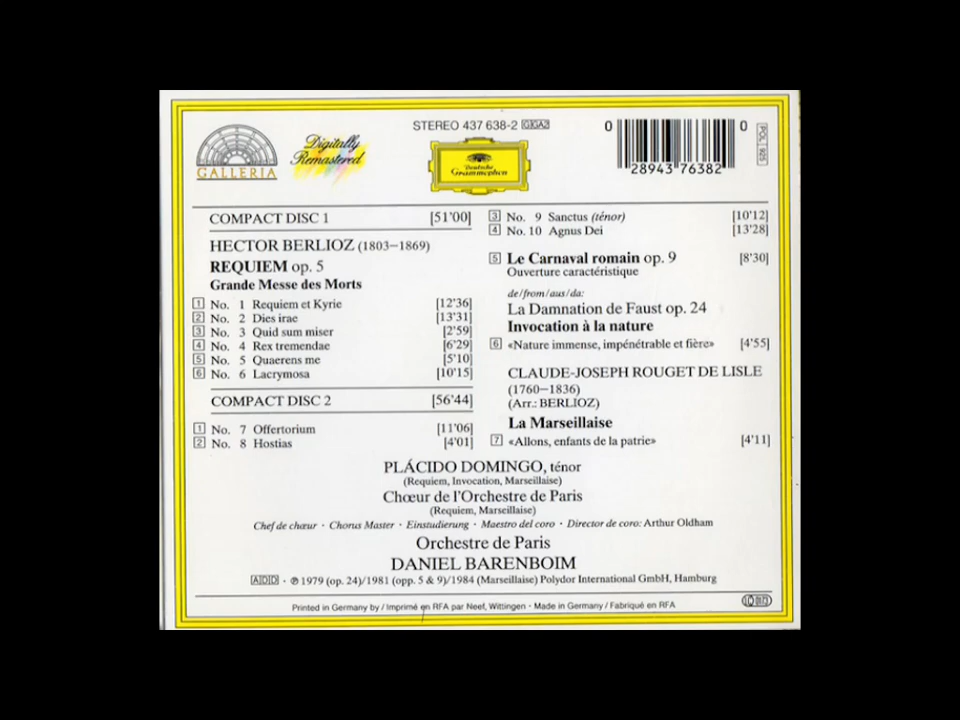 STEREO 437 638-2 GIGA2
GALLERIA
Digitally
Remastered
Deutsche
Grammophon
0 28943 76382 0
POL. 925
COMPACT DISC 1 [51'00]
HECTOR BERLIOZ (1803–1869)
REQUIEM op. 5
Grande Messe des Morts
1 No. 1 Requiem et Kyrie [12'36]
2 No. 2 Dies irae [13'31]
3 No. 3 Quid sum miser [2'59]
4 No. 4 Rex tremendae [6'29]
5 No. 5 Quaerens me [5'10]
6 No. 6 Lacrymosa [10'15]
COMPACT DISC 2 [56'44]
1 No. 7 Offertorium [11'06]
2 No. 8 Hostias [4'01]
3 No. 9 Sanctus (ténor) [10'12]
4 No. 10 Agnus Dei [13'28]
5 Le Carnaval romain op. 9 [8'30]
Ouverture caractéristique
de/from/aus/da:
La Damnation de Faust op. 24
Invocation à la nature
6 «Nature immense, impénétrable et fière» [4'55]
CLAUDE-JOSEPH ROUGET DE LISLE
(1760–1836)
(Arr.: BERLIOZ)
La Marseillaise
7 «Allons, enfants de la patrie» [4'11]
PLÁCIDO DOMINGO, ténor
(Requiem, Invocation, Marseillaise)
Chœur de l'Orchestre de Paris
(Requiem, Marseillaise)
Chef de chœur · Chorus Master · Einstudierung · Maestro del coro · Director de coro: Arthur Oldham
Orchestre de Paris
DANIEL BARENBOIM
ADD · ℗ 1979 (op. 24)/1981 (opp. 5 & 9)/1984 (Marseillaise) Polydor International GmbH, Hamburg
Printed in Germany by / Imprimé en RFA par Neef, Wittingen · Made in Germany / Fabriqué en RFA